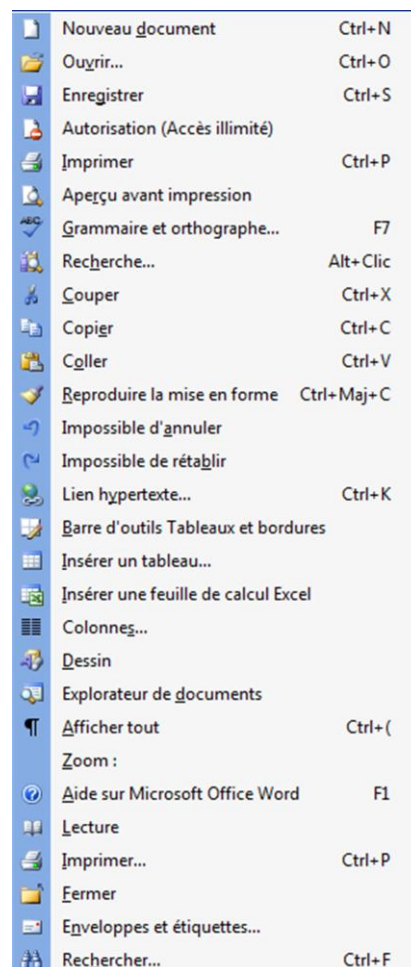 Nouveau document Ctrl+N
Ouvrir... Ctrl+O
Enregistrer Ctrl+S
Autorisation (Accès illimité)
Imprimer Ctrl+P
Aperçu avant impression
ABC Grammaire et orthographe... F7
Recherche... Alt+Clic
Couper Ctrl+X
Copier Ctrl+C
Coller Ctrl+V
Reproduire la mise en forme Ctrl+Maj+C
Impossible d'annuler
Impossible de rétablir
Lien hypertexte... Ctrl+K
Barre d'outils Tableaux et bordures
Insérer un tableau...
Insérer une feuille de calcul Excel
Colonnes...
Dessin
Explorateur de documents
¶ Afficher tout Ctrl+(
Zoom :
Aide sur Microsoft Office Word F1
Lecture
Imprimer... Ctrl+P
Fermer
Enveloppes et étiquettes...
Rechercher... Ctrl+F